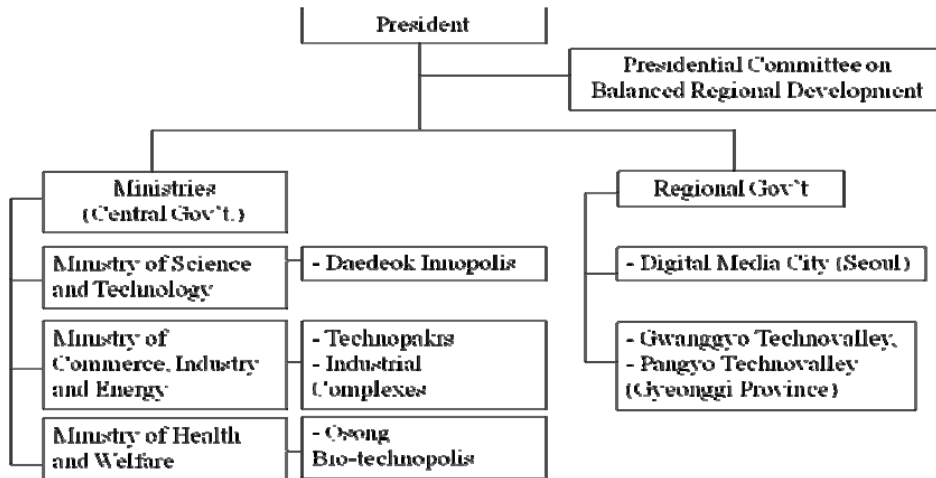 President
Presidential Committee on
Balanced Regional Development
Ministries
(Central Gov't.)
Regional Gov't
Ministry of Science
and Technology
- Daedeok Innopolis
- Digital Media City (Seoul)
Ministry of
Commerce, Industry
and Energy
- Technopakrs
- Industrial
Complexes
- Gwanggyo Technovalley,
- Pangyo Technovalley
(Gyeonggi Province)
Ministry of Health
and Welfare
- Osong
Bio-technopolis